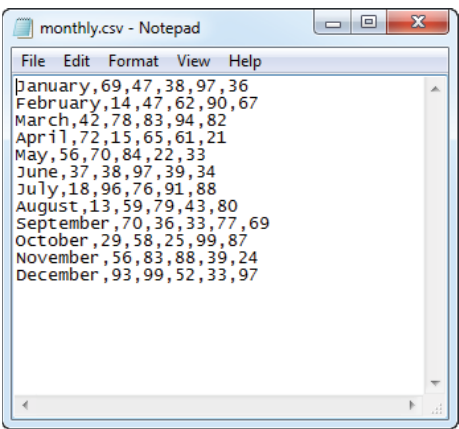 monthly.csv - Notepad
File Edit Format View Help
January,69,47,38,97,36
February,14,47,62,90,67
March,42,78,83,94,82
April,72,15,65,61,21
May,56,70,84,22,33
June,37,38,97,39,34
July,18,96,76,91,88
August,13,59,79,43,80
September,70,36,33,77,69
October,29,58,25,99,87
November,56,83,88,39,24
December,93,99,52,33,97